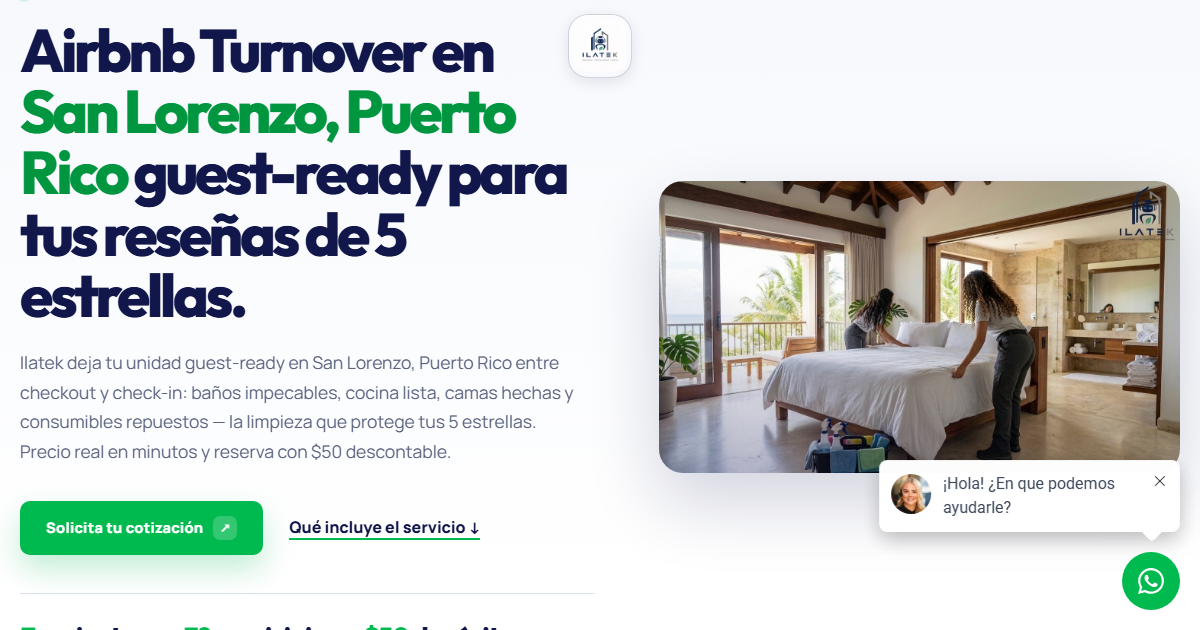 Airbnb Turnover en
San Lorenzo, Puerto
Rico guest-ready para
tus reseñas de 5
estrellas.
ILATEK
ILATEK
Ilatek deja tu unidad guest-ready en San Lorenzo, Puerto Rico entre
checkout y check-in: baños impecables, cocina lista, camas hechas y
consumibles repuestos — la limpieza que protege tus 5 estrellas.
Precio real en minutos y reserva con $50 descontable.
Solicita tu cotización ↗
Qué incluye el servicio ↓
¡Hola! ¿En que podemos
ayudarle?